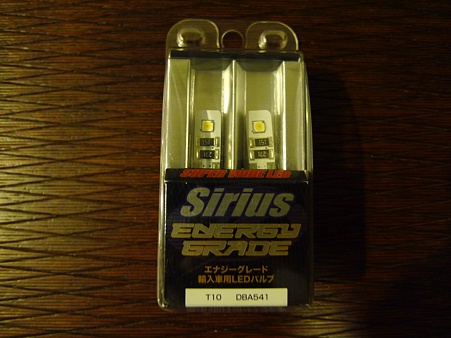 SUPER WIDE LED
Sirius
ENERGY
GRADE
エナジーグレード
輸入車用LEDバルブ
T10 DBA541